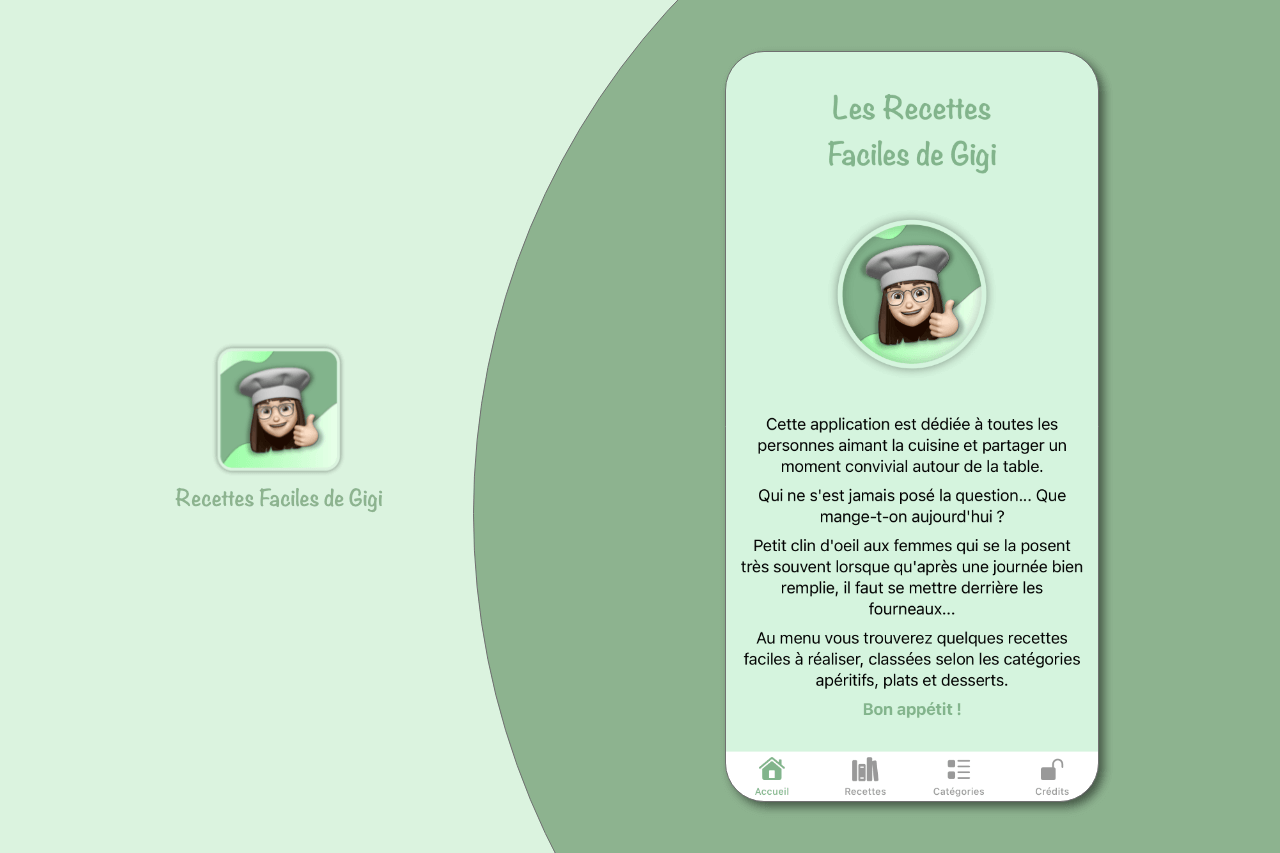 Recettes Faciles de Gigi
Les Recettes
Faciles de Gigi
Cette application est dédiée à toutes les
personnes aimant la cuisine et partager un
moment convivial autour de la table.
Qui ne s'est jamais posé la question... Que
mange-t-on aujourd'hui ?
Petit clin d'oeil aux femmes qui se la posent
très souvent lorsque qu'après une journée bien
remplie, il faut se mettre derrière les
fourneaux...
Au menu vous trouverez quelques recettes
faciles à réaliser, classées selon les catégories
apéritifs, plats et desserts.
Bon appétit !
Accueil
Recettes
Catégories
Crédits